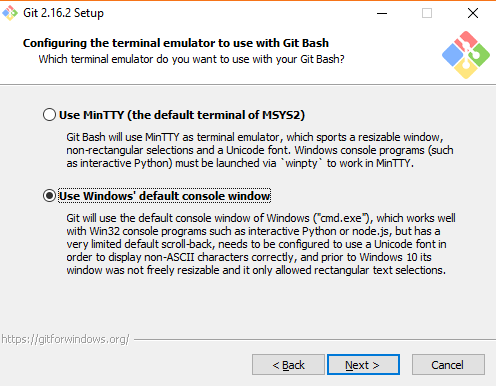 Git 2.16.2 Setup
Configuring the terminal emulator to use with Git Bash
Which terminal emulator do you want to use with your Git Bash?
Use MinTTY (the default terminal of MSYS2)
Git Bash will use MinTTY as terminal emulator, which sports a resizable window,
non-rectangular selections and a Unicode font. Windows console programs (such
as interactive Python) must be launched via `winpty` to work in MinTTY.
Use Windows' default console window
Git will use the default console window of Windows ("cmd.exe"), which works well
with Win32 console programs such as interactive Python or node.js, but has a
very limited default scroll-back, needs to be configured to use a Unicode font in
order to display non-ASCII characters correctly, and prior to Windows 10 its
window was not freely resizable and it only allowed rectangular text selections.
https://gitforwindows.org/
< Back
Next >
Cancel